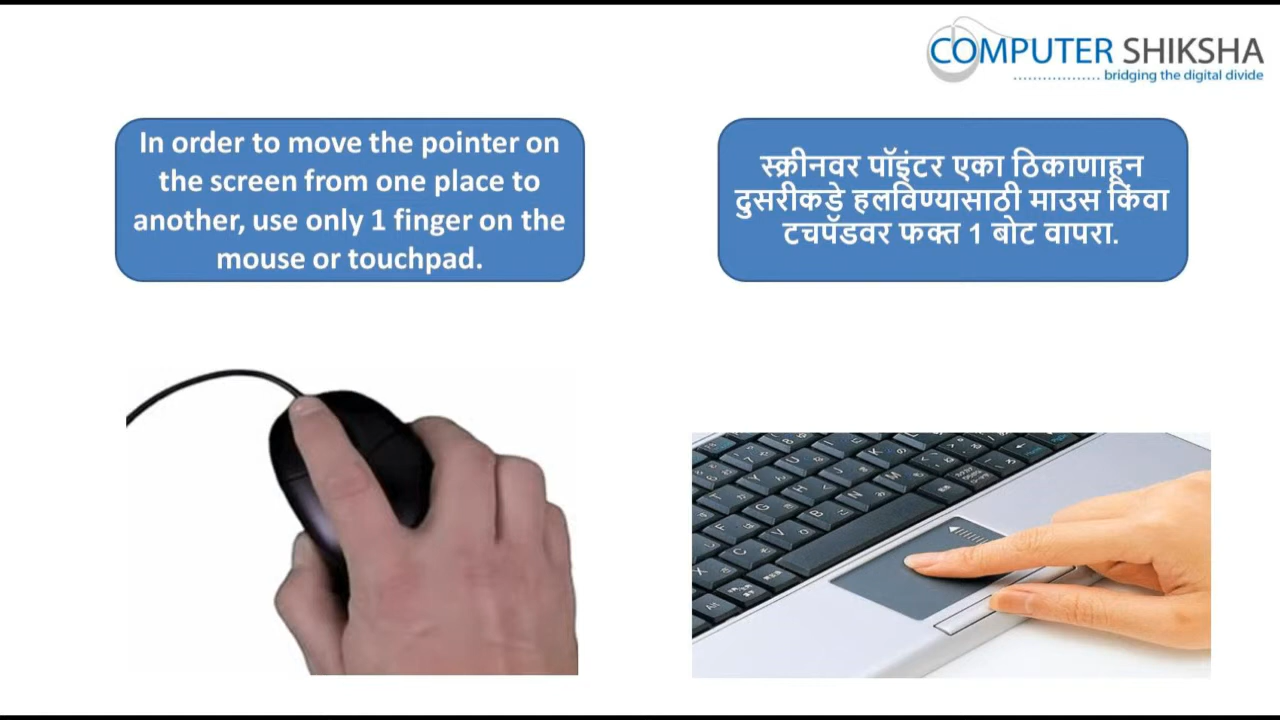 COMPUTER SHIKSHA
bridging the digital divide
In order to move the pointer on
the screen from one place to
another, use only 1 finger on the
mouse or touchpad.
स्क्रीनवर पॉइंटर एका ठिकाणाहून
दुसरीकडे हलविण्यासाठी माउस किंवा
टचपॅडवर फक्त 1 बोट वापरा.